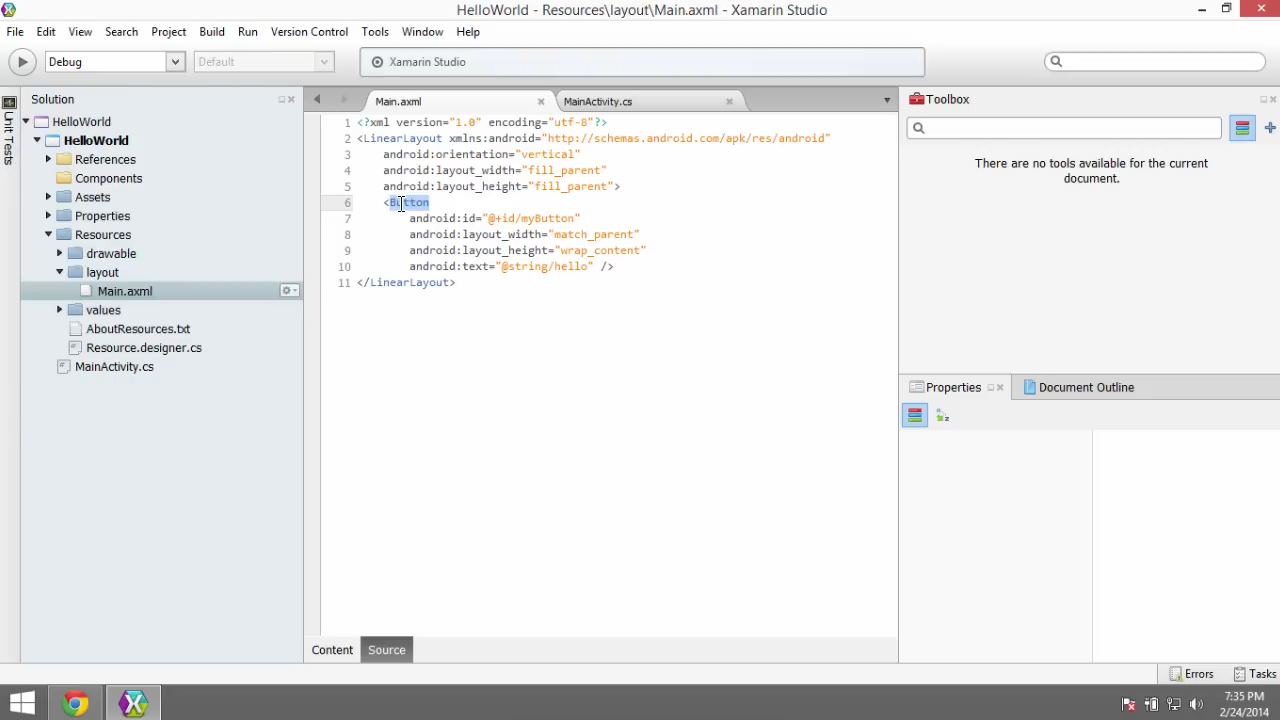 HelloWorld - Resources\layout\Main.axml - Xamarin Studio
File Edit View Search Project Build Run Version Control Tools Window Help
Debug Default Xamarin Studio
Unit Tests
Solution
HelloWorld
HelloWorld
References
Components
Assets
Properties
Resources
drawable
layout
Main.axml
values
AboutResources.txt
Resource.designer.cs
MainActivity.cs
Main.axml MainActivity.cs
1 <?xml version="1.0" encoding="utf-8"?>
2 <LinearLayout xmlns:android="http://schemas.android.com/apk/res/android"
3 android:orientation="vertical"
4 android:layout_width="fill_parent"
5 android:layout_height="fill_parent">
6 <Button
7 android:id="@+id/myButton"
8 android:layout_width="match_parent"
9 android:layout_height="wrap_content"
10 android:text="@string/hello" />
11 </LinearLayout>
Content Source
Toolbox
There are no tools available for the current
document.
Properties Document Outline
Errors Tasks
7:35 PM
2/24/2014